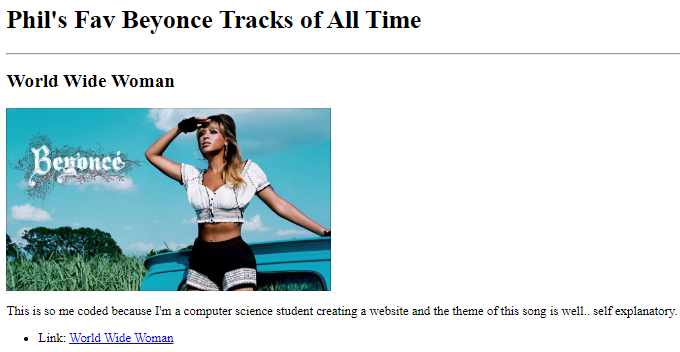 Phil's Fav Beyonce Tracks of All Time
World Wide Woman
Beyoncé
This is so me coded because I'm a computer science student creating a website and the theme of this song is well.. self explanatory.
Link: World Wide Woman